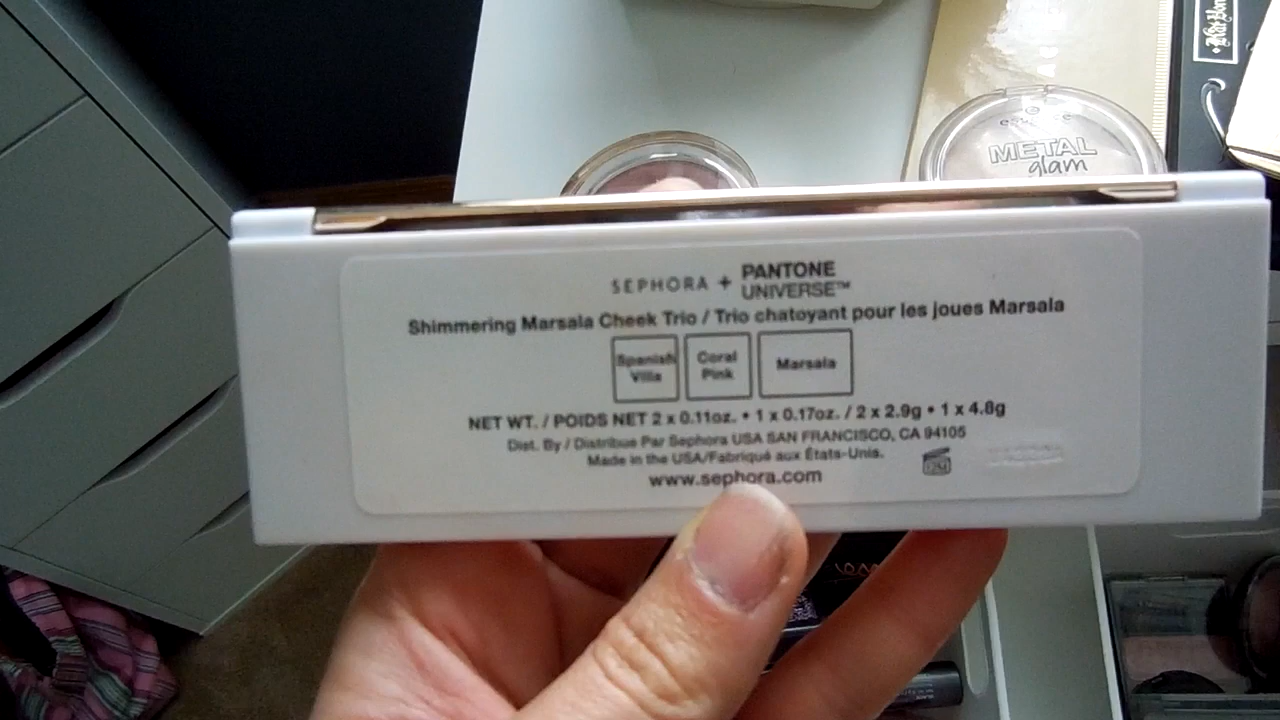 SEPHORA + PANTONE UNIVERSE™
Shimmering Marsala Cheek Trio / Trio chatoyant pour les joues Marsala
Spanish Villa
Coral Pink
Marsala
NET WT. / POIDS NET 2 x 0.11oz. • 1 x 0.17oz. / 2 x 2.9g • 1 x 4.8g
Dist. By / Distribue Par Sephora USA SAN FRANCISCO, CA 94105
Made in the USA/Fabriqué aux États-Unis.
www.sephora.com
12M
METAL
glam